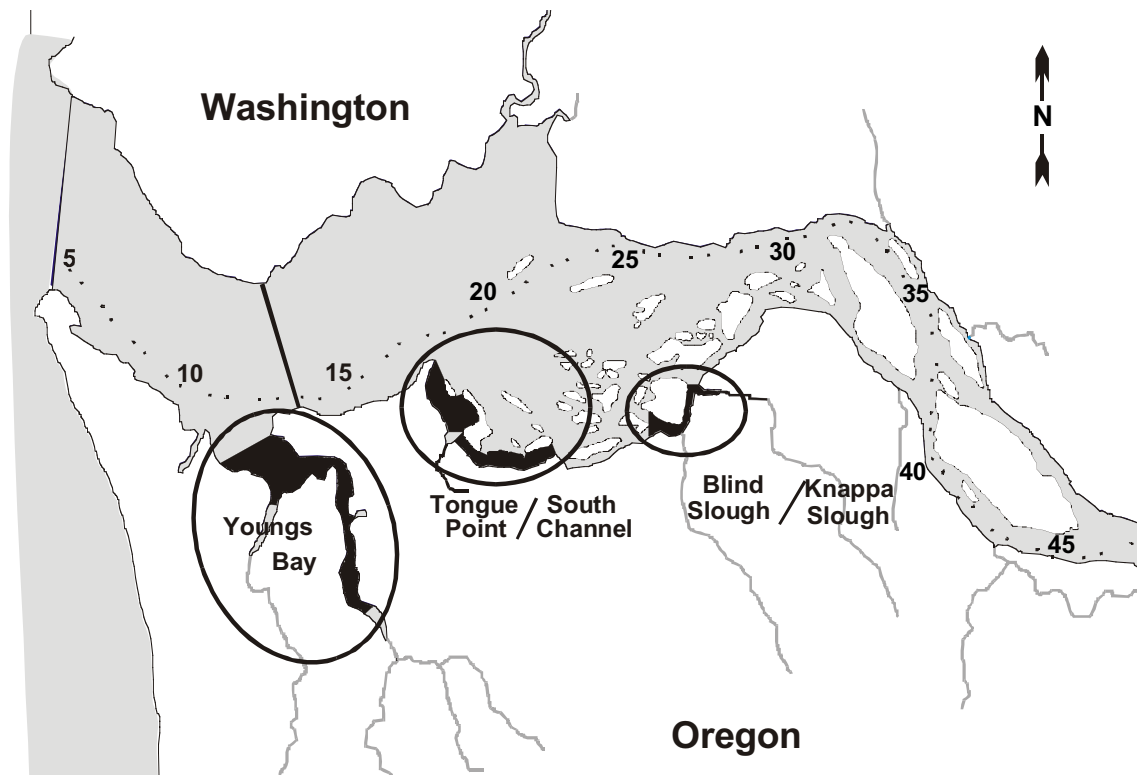 Washington
N
5
10
15
20
25
30
35
40
45
Youngs
Bay
Tongue / South
Point / Channel
Blind / Knappa
Slough / Slough
Oregon